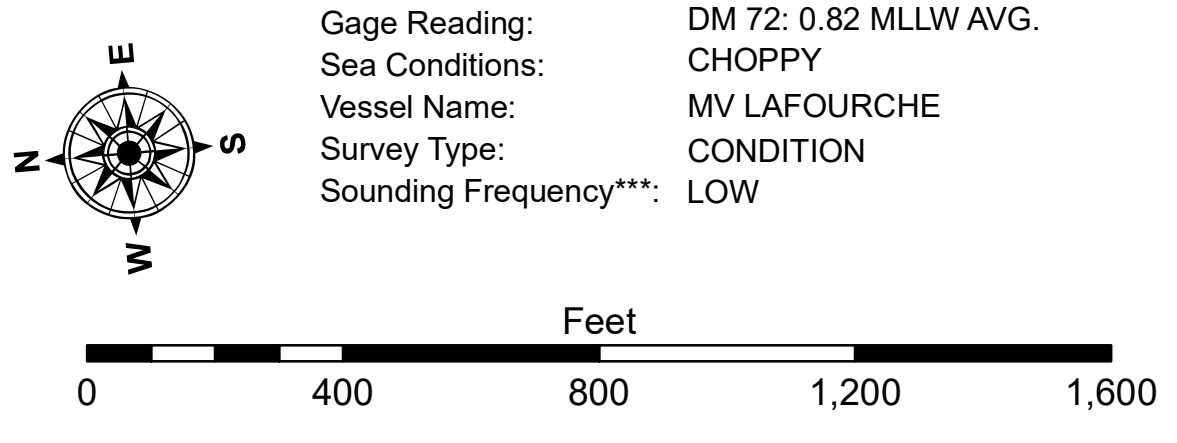 E
N
S
W
Gage Reading: DM 72: 0.82 MLLW AVG.
Sea Conditions: CHOPPY
Vessel Name: MV LAFOURCHE
Survey Type: CONDITION
Sounding Frequency***: LOW
Feet
0 400 800 1,200 1,600